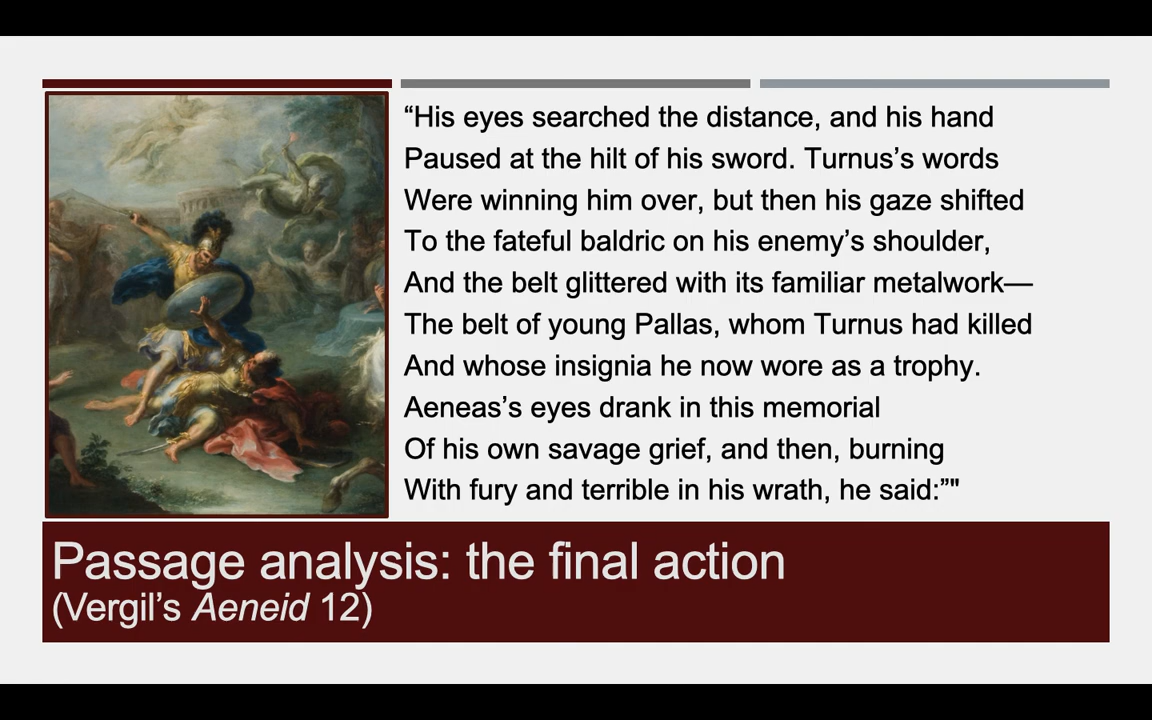 “His eyes searched the distance, and his hand
Paused at the hilt of his sword. Turnus’s words
Were winning him over, but then his gaze shifted
To the fateful baldric on his enemy’s shoulder,
And the belt glittered with its familiar metalwork—
The belt of young Pallas, whom Turnus had killed
And whose insignia he now wore as a trophy.
Aeneas’s eyes drank in this memorial
Of his own savage grief, and then, burning
With fury and terrible in his wrath, he said:”"
Passage analysis: the final action
(Vergil’s Aeneid 12)